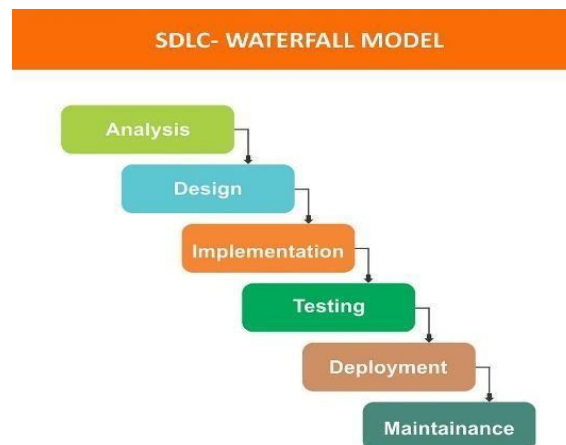 SDLC- WATERFALL MODEL
Analysis
Design
Implementation
Testing
Deployment
Maintainance